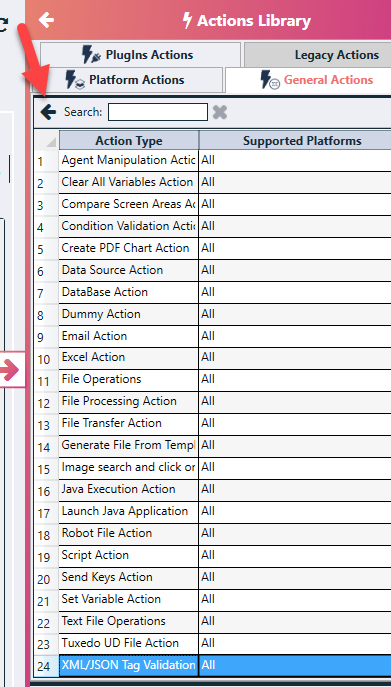 Actions Library
PlugIns Actions Legacy Actions
Platform Actions General Actions
Search:
Action Type Supported Platforms
1 Agent Manipulation Actic All
2 Clear All Variables Action All
3 Compare Screen Areas Ac All
4 Condition Validation Actic All
5 Create PDF Chart Action All
6 Data Source Action All
7 DataBase Action All
8 Dummy Action All
9 Email Action All
10 Excel Action All
11 File Operations All
12 File Processing Action All
13 File Transfer Action All
14 Generate File From Templ All
15 Image search and click or All
16 Java Execution Action All
17 Launch Java Application All
18 Robot File Action All
19 Script Action All
20 Send Keys Action All
21 Set Variable Action All
22 Text File Operations All
23 Tuxedo UD File Action All
24 XML/JSON Tag Validation All